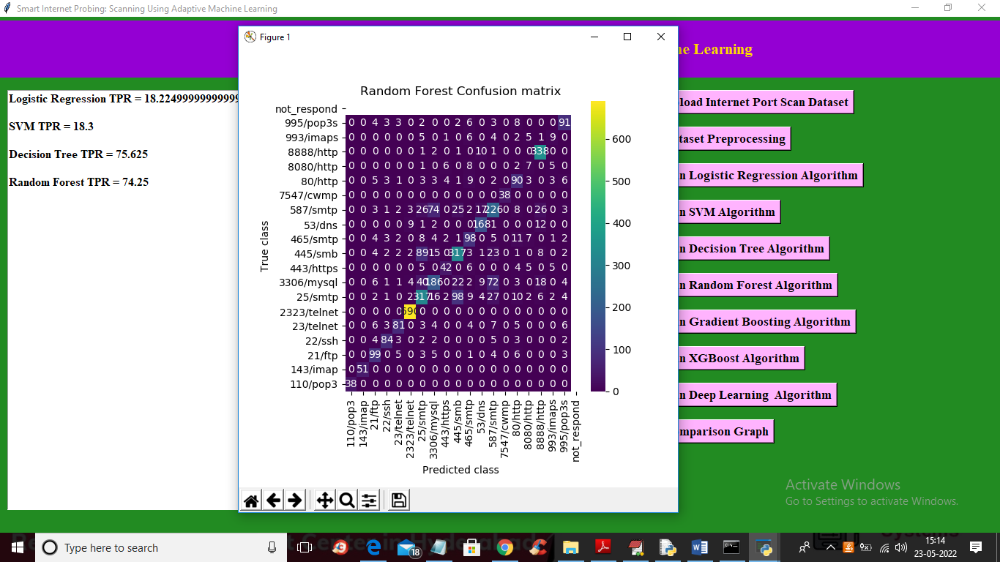 Smart Internet Probing: Scanning Using Adaptive Machine Learning
ne Learning
Logistic Regression TPR = 18.22499999999999
SVM TPR = 18.3
Decision Tree TPR = 75.625
Random Forest TPR = 74.25
Figure 1
Random Forest Confusion matrix
True class
not_respond
995/pop3s 0 0 4 3 3 0 2 0 0 2 6 0 3 0 8 0 0 0 91
993/imaps 0 0 0 0 0 0 5 0 1 0 6 0 4 0 2 5 1 9 0
8888/http 0 0 0 0 0 0 1 2 0 1 0 10 1 0 0 0 338 0 0
8080/http 0 0 0 0 0 0 1 0 6 0 8 0 0 0 2 7 0 5 0
80/http 0 0 5 3 1 0 3 3 4 1 9 0 2 0 90 3 0 3 6
7547/cwmp 0 0 0 0 0 0 0 0 0 0 0 0 0 38 0 0 0 0 0
587/smtp 0 0 3 1 2 3 26 74 0 25 2 17 226 0 8 0 26 0 3
53/dns 0 0 0 0 0 9 1 2 0 0 0 168 1 0 0 0 12 0 0
465/smtp 0 0 4 3 2 0 8 4 2 1 98 0 5 0 11 7 0 1 2
445/smb 0 0 4 2 2 2 89 15 0 317 3 1 23 0 1 0 8 0 2
443/https 0 0 0 0 0 0 5 0 42 0 6 0 0 0 4 5 0 5 0
3306/mysql 0 0 6 1 1 4 40 186 0 22 2 9 72 0 3 0 18 0 4
25/smtp 0 0 2 1 0 2 317 16 2 98 9 4 27 0 10 2 6 2 4
2323/telnet 0 0 0 0 0 690 0 0 0 0 0 0 0 0 0 0 0 0 0
23/telnet 0 0 6 3 81 0 3 4 0 0 4 0 7 0 5 0 0 0 6
22/ssh 0 0 4 84 3 0 2 2 0 0 0 0 5 0 3 0 0 0 2
21/ftp 0 0 99 0 5 0 3 5 0 0 1 0 4 0 6 0 0 0 3
143/imap 0 51 0 0 0 0 0 0 0 0 0 0 0 0 0 0 0 0 0
110/pop3 38 0 0 0 0 0 0 0 0 0 0 0 0 0 0 0 0 0 0
110/pop3
143/imap
21/ftp
22/ssh
23/telnet
2323/telnet
25/smtp
3306/mysql
443/https
445/smb
465/smtp
53/dns
587/smtp
7547/cwmp
80/http
8080/http
8888/http
993/imaps
995/pop3s
not_respond
Predicted class
600
500
400
300
200
100
0
load Internet Port Scan Dataset
taset Preprocessing
n Logistic Regression Algorithm
n SVM Algorithm
n Decision Tree Algorithm
n Random Forest Algorithm
n Gradient Boosting Algorithm
n XGBoost Algorithm
n Deep Learning Algorithm
mparison Graph
Activate Windows
Go to Settings to activate Windows.
Type here to search
18
15:14
23-05-2022